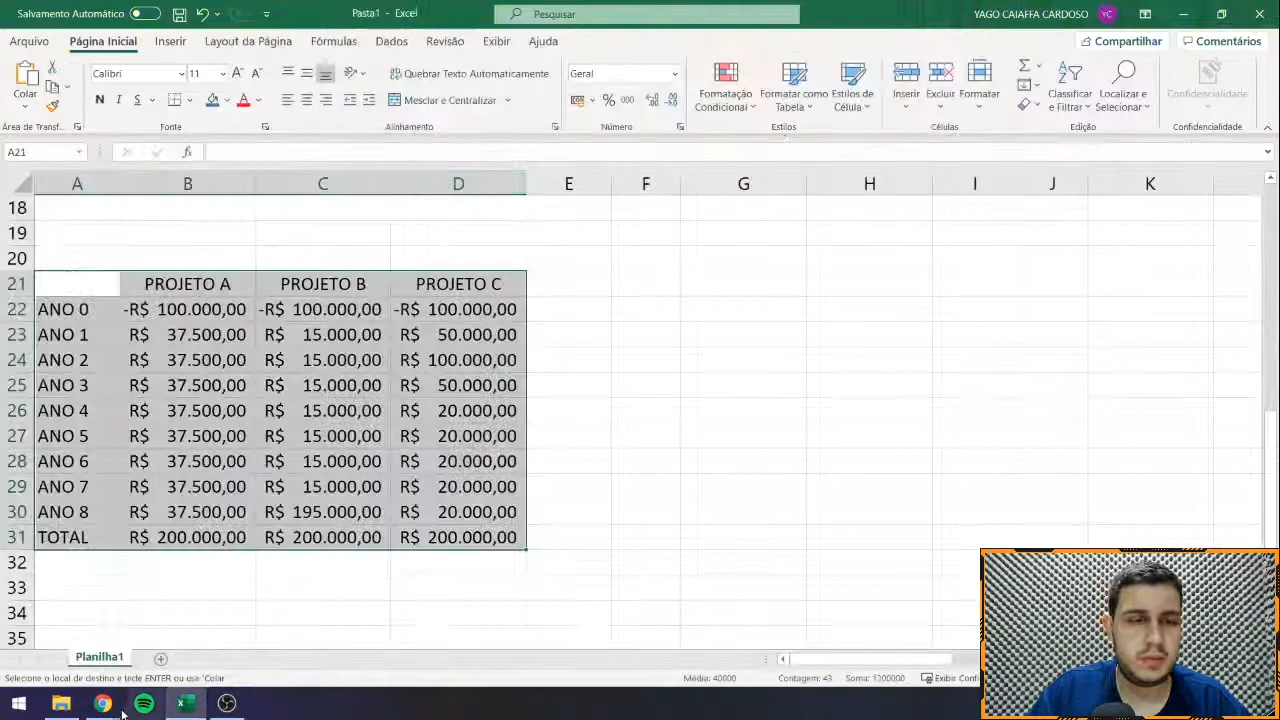 Salvamento Automático
Pasta1 - Excel
Pesquisar
YAGO CAIAFFA CARDOSO YC
Arquivo Página Inicial Inserir Layout da Página Fórmulas Dados Revisão Exibir Ajuda
Compartilhar Comentários
Colar
Calibri 11
N I S
Quebrar Texto Automaticamente
Mesclar e Centralizar
Geral
% 000
Formatação Condicional
Formatar como Tabela
Estilos de Célula
Inserir Excluir Formatar
Classificar e Filtrar
Localizar e Selecionar
Confidencialidade
Área de Transf... Fonte Alinhamento Número Estilos Células Edição Confidencialidade
A21 fx
A B C D E F G H I J K
18
19
20
21 PROJETO A PROJETO B PROJETO C
22 ANO 0 -R$ 100.000,00 -R$ 100.000,00 -R$ 100.000,00
23 ANO 1 R$ 37.500,00 R$ 15.000,00 R$ 50.000,00
24 ANO 2 R$ 37.500,00 R$ 15.000,00 R$ 100.000,00
25 ANO 3 R$ 37.500,00 R$ 15.000,00 R$ 50.000,00
26 ANO 4 R$ 37.500,00 R$ 15.000,00 R$ 20.000,00
27 ANO 5 R$ 37.500,00 R$ 15.000,00 R$ 20.000,00
28 ANO 6 R$ 37.500,00 R$ 15.000,00 R$ 20.000,00
29 ANO 7 R$ 37.500,00 R$ 15.000,00 R$ 20.000,00
30 ANO 8 R$ 37.500,00 R$ 195.000,00 R$ 20.000,00
31 TOTAL R$ 200.000,00 R$ 200.000,00 R$ 200.000,00
32
33
34
35
Planilha1
Selecione o local de destino e tecle ENTER ou use 'Colar
Média: 40000 Contagem: 43 Soma: 1200000 Exibir Confi